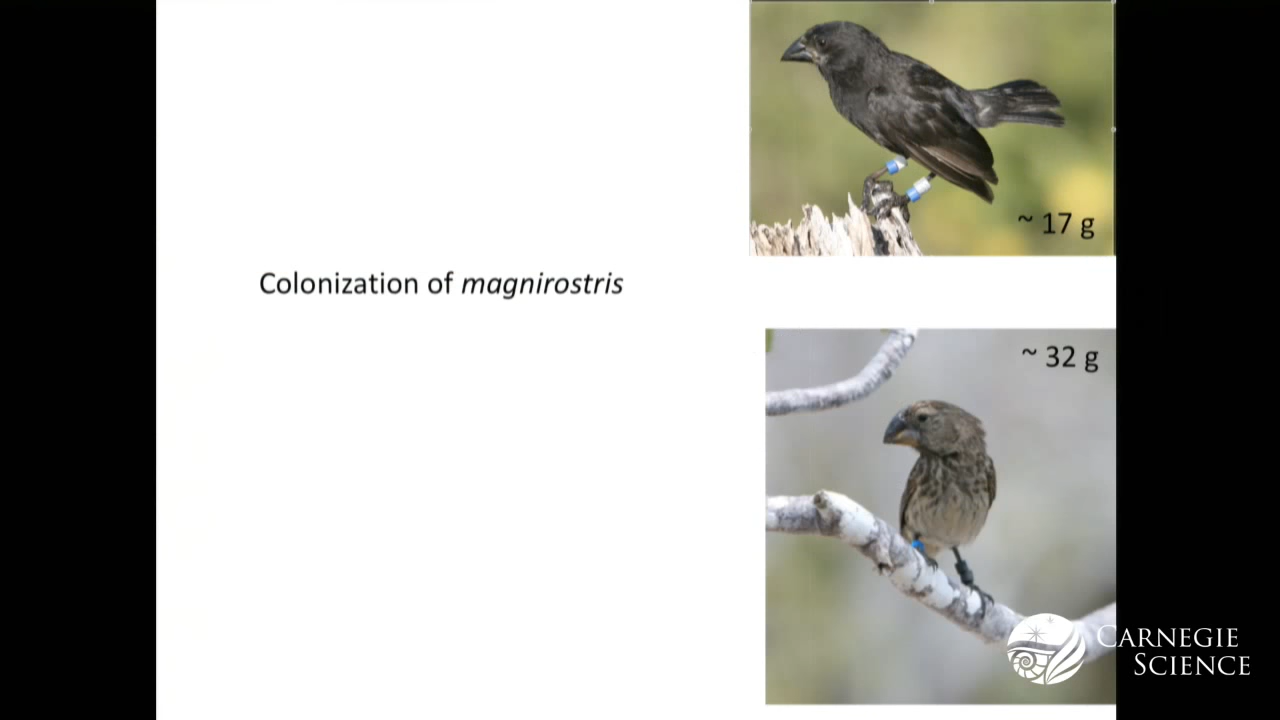 ~ 17 g
Colonization of magnirostris
~ 32 g
CARNEGIE
SCIENCE